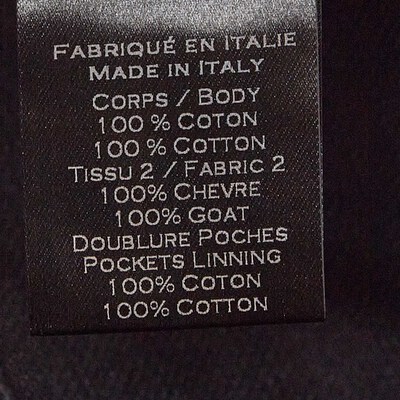 FABRIQUÉ EN ITALIE
MADE IN ITALY
CORPS / BODY
100 % COTON
100 % COTTON
TISSU 2 / FABRIC 2
100% CHEVRE
100% GOAT
DOUBLURE POCHES
POCKETS LINNING
100% COTON
100% COTTON